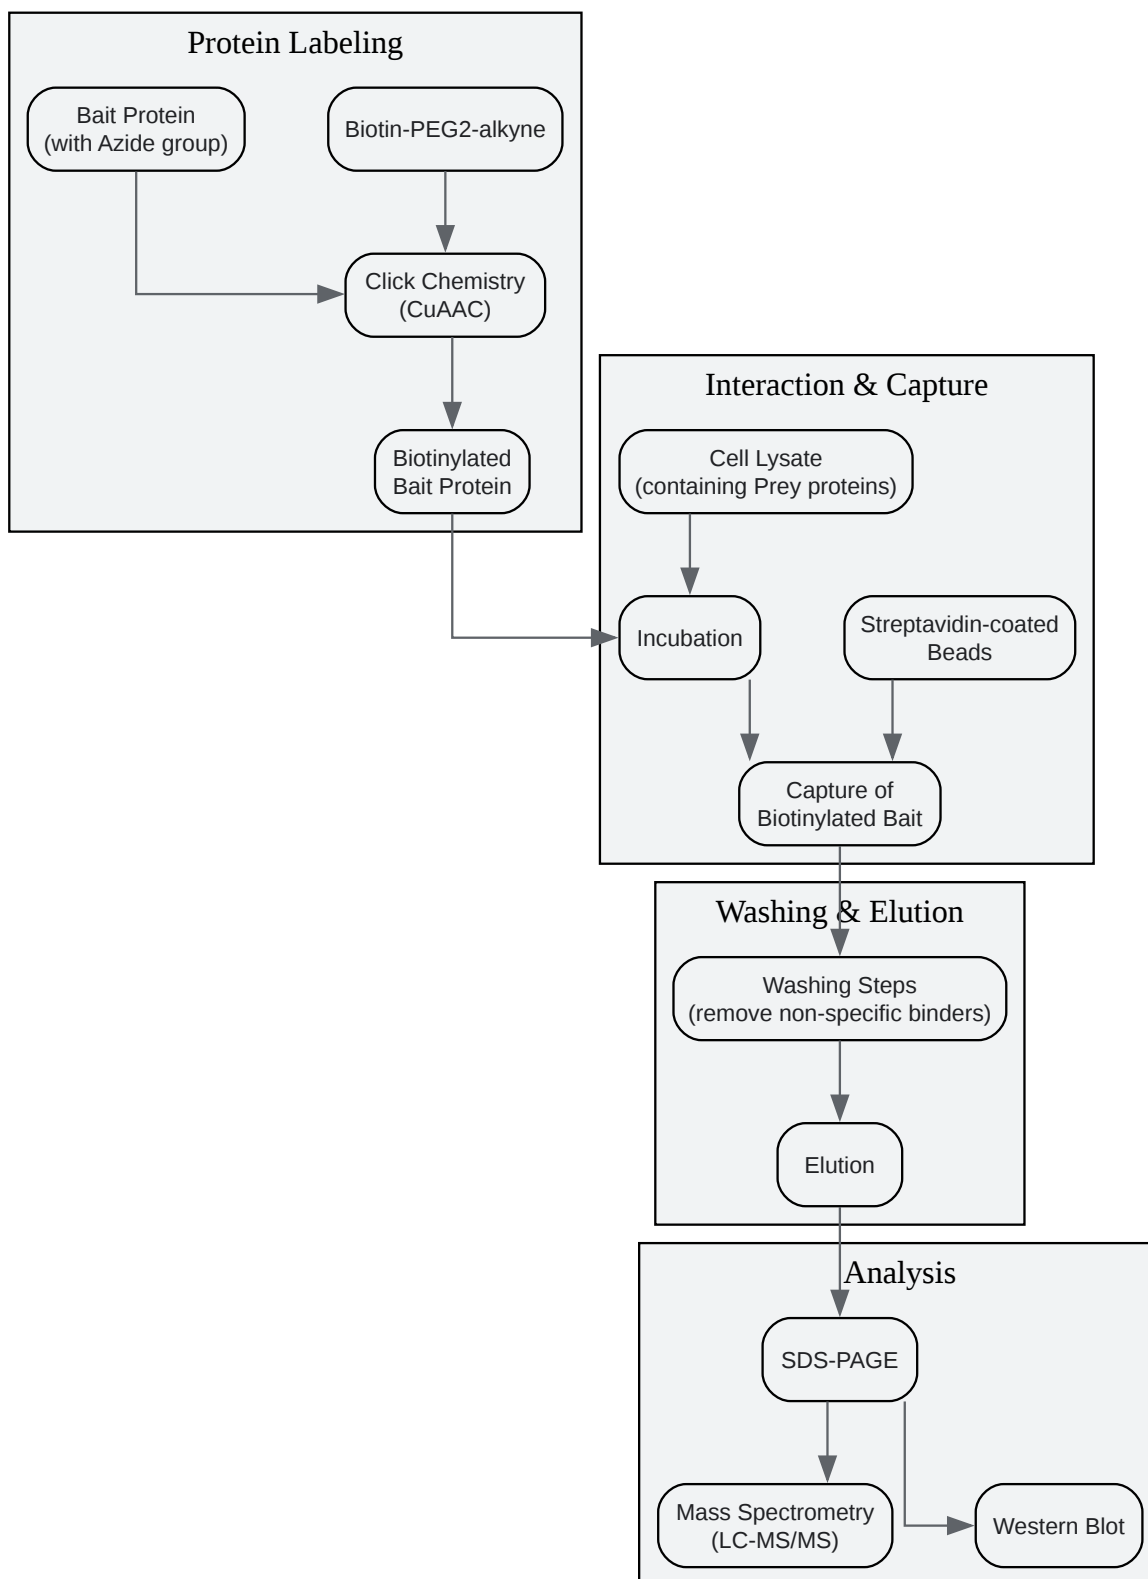 Protein Labeling
Bait Protein
(with Azide group)
Biotin-PEG2-alkyne
Click Chemistry
(CuAAC)
Biotinylated
Bait Protein
Interaction & Capture
Cell Lysate
(containing Prey proteins)
Incubation
Streptavidin-coated
Beads
Capture of
Biotinylated Bait
Washing & Elution
Washing Steps
(remove non-specific binders)
Elution
Analysis
SDS-PAGE
Mass Spectrometry
(LC-MS/MS)
Western Blot